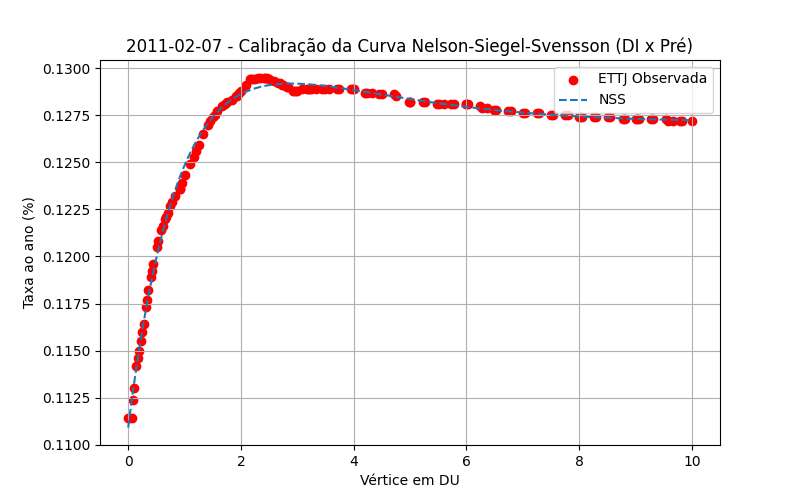 2011-02-07 - Calibração da Curva Nelson-Siegel-Svensson (DI x Pré)
0.1300
0.1275
0.1250
0.1225
0.1200
0.1175
0.1150
0.1125
0.1100
Taxa ao ano (%)
ETTJ Observada
NSS
0 2 4 6 8 10
Vértice em DU